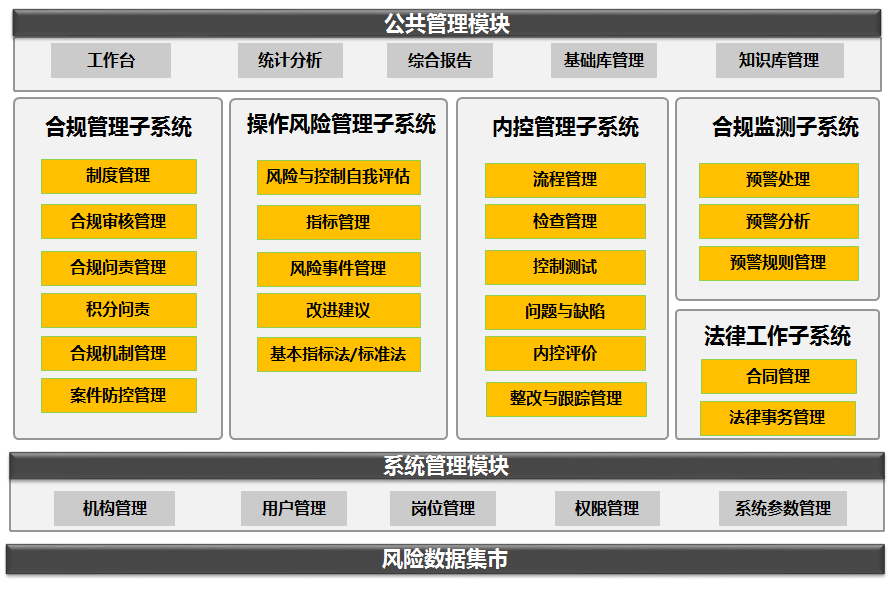 公共管理模块
工作台
统计分析
综合报告
基础库管理
知识库管理
合规管理子系统
制度管理
合规审核管理
合规问责管理
积分问责
合规机制管理
案件防控管理
操作风险管理子系统
风险与控制自我评估
指标管理
风险事件管理
改进建议
基本指标法/标准法
内控管理子系统
流程管理
检查管理
控制测试
问题与缺陷
内控评价
整改与跟踪管理
合规监测子系统
预警处理
预警分析
预警规则管理
法律工作子系统
合同管理
法律事务管理
系统管理模块
机构管理
用户管理
岗位管理
权限管理
系统参数管理
风险数据集市